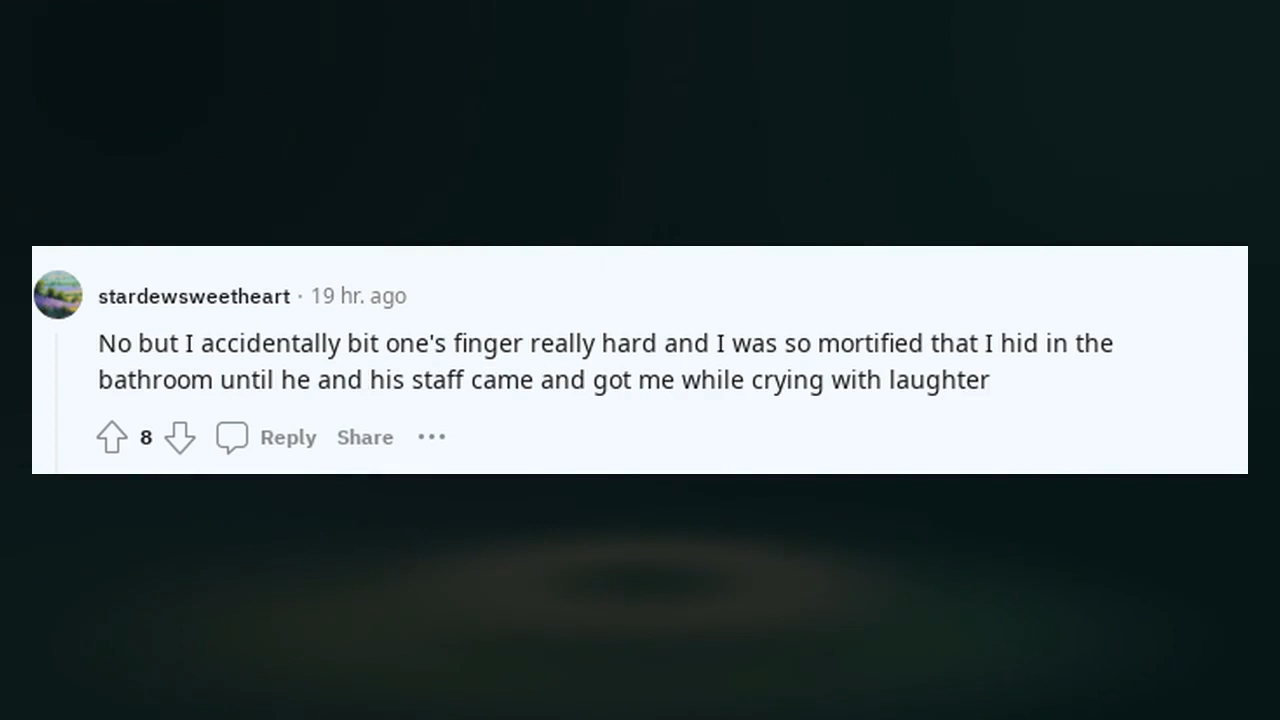 stardewsweetheart · 19 hr. ago
No but I accidentally bit one's finger really hard and I was so mortified that I hid in the
bathroom until he and his staff came and got me while crying with laughter
8 Reply Share ···